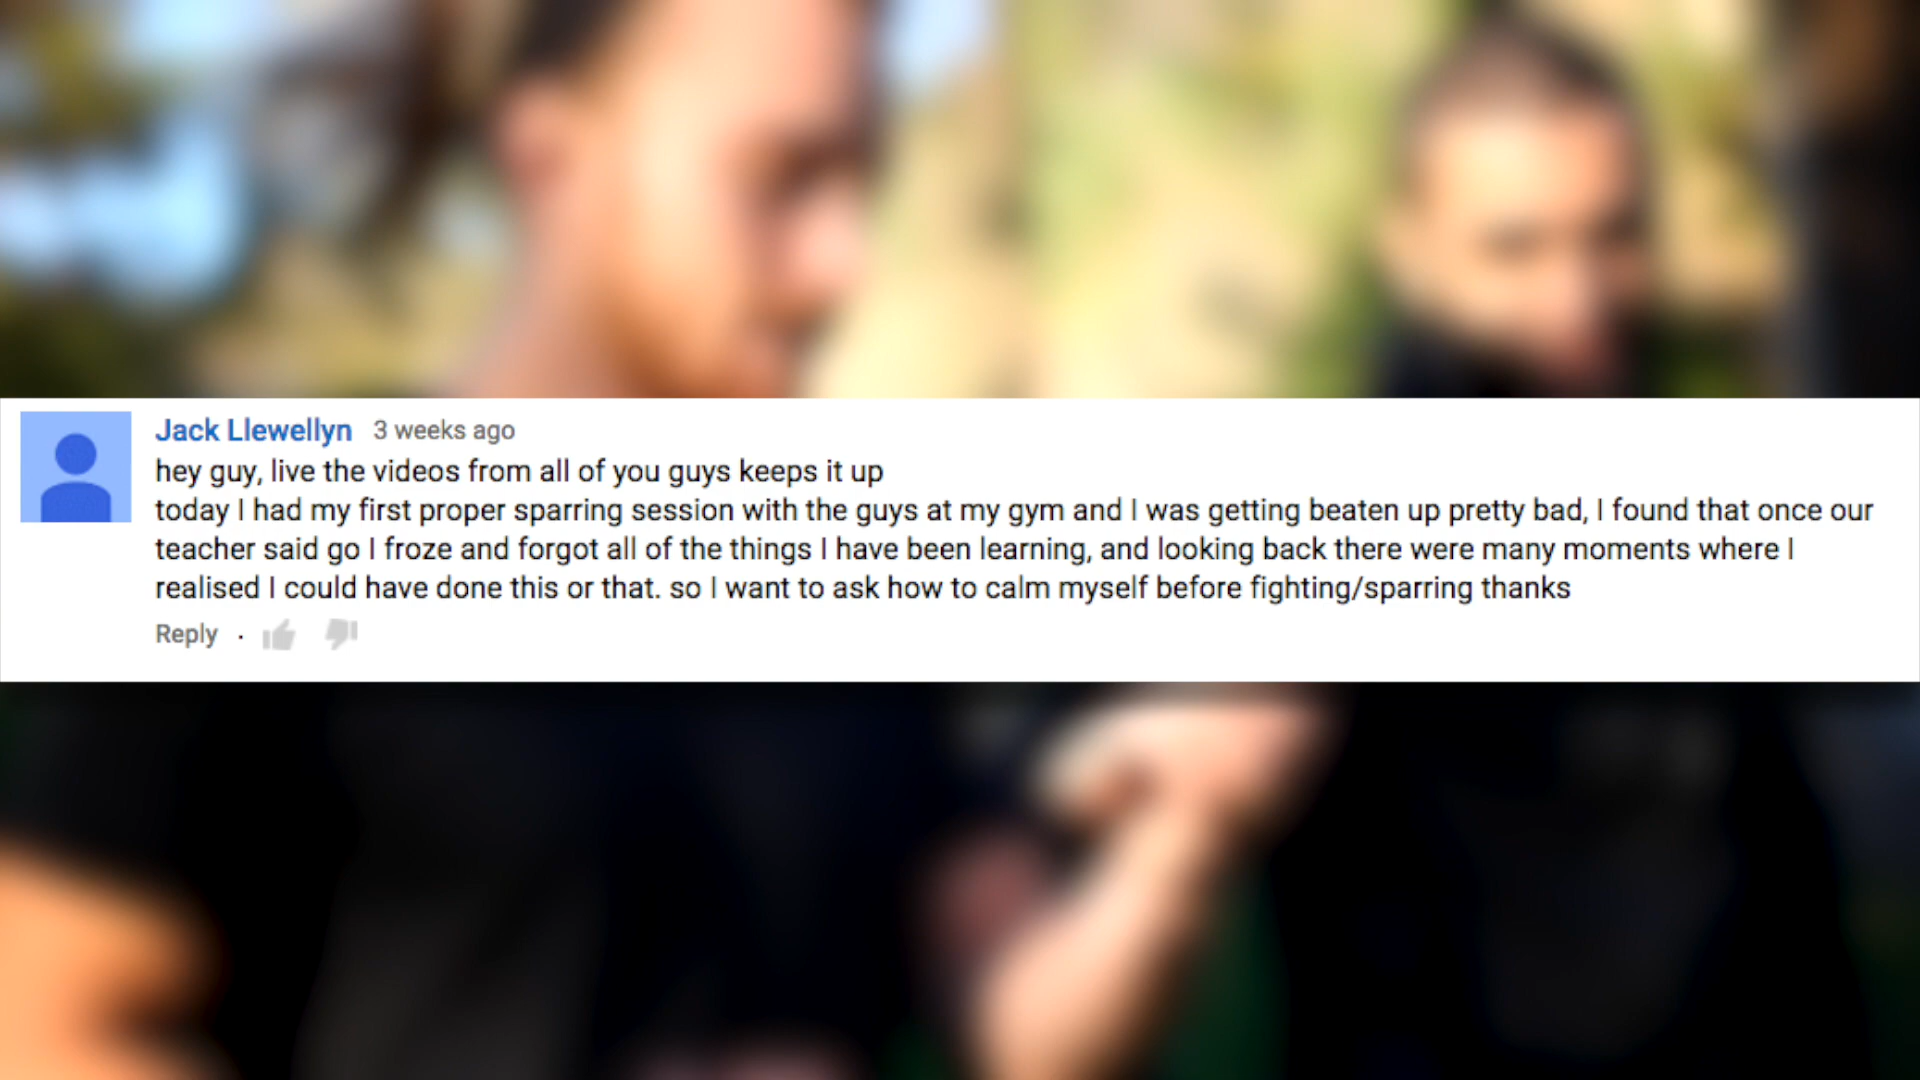 Jack Llewellyn 3 weeks ago
hey guy, live the videos from all of you guys keeps it up
today I had my first proper sparring session with the guys at my gym and I was getting beaten up pretty bad, I found that once our
teacher said go I froze and forgot all of the things I have been learning, and looking back there were many moments where I
realised I could have done this or that. so I want to ask how to calm myself before fighting/sparring thanks
Reply ·